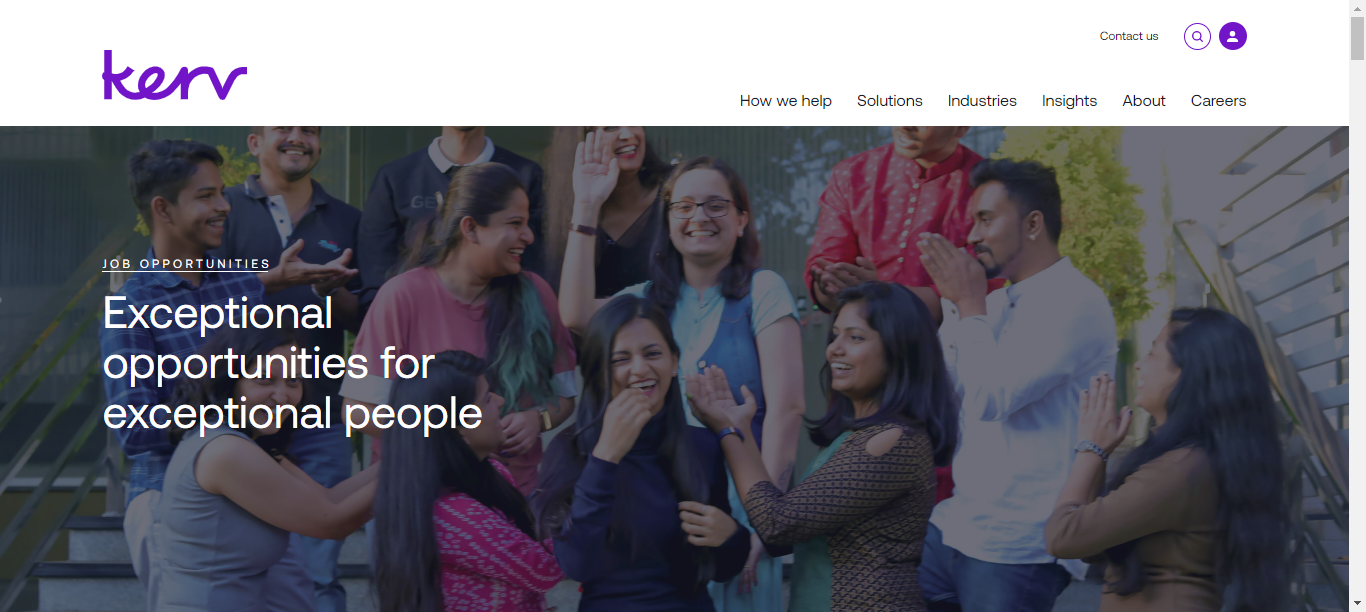 Contact us
kerv
How we help
Solutions
Industries
Insights
About
Careers
JOB OPPORTUNITIES
Exceptional
opportunities for
exceptional people